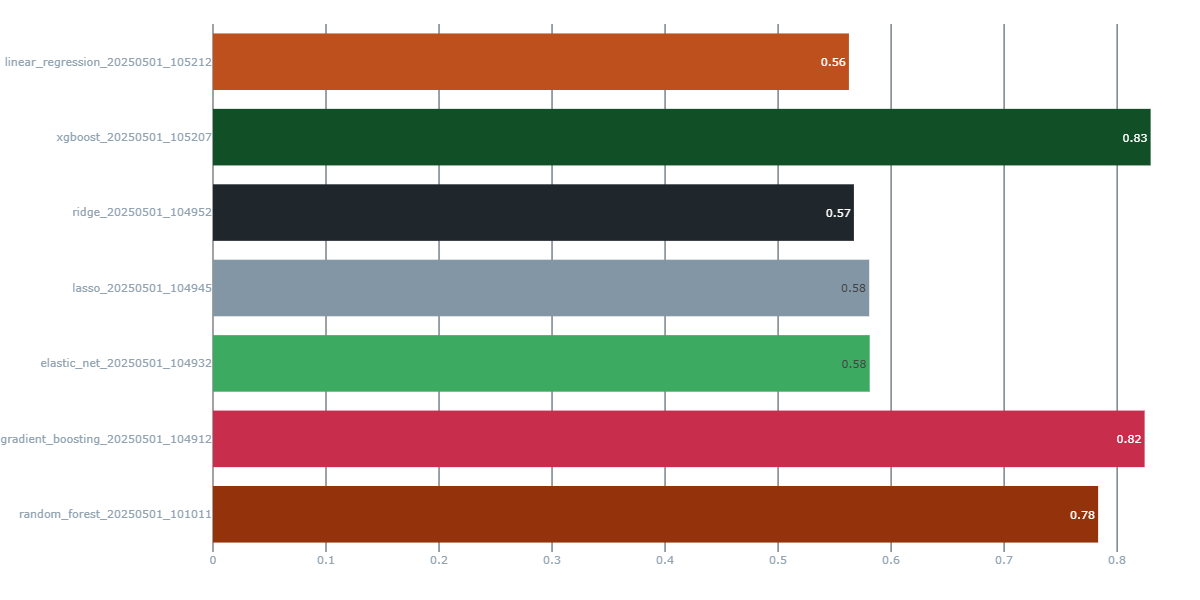 linear_regression_20250501_105212 0.56
xgboost_20250501_105207 0.83
ridge_20250501_104952 0.57
lasso_20250501_104945 0.58
elastic_net_20250501_104932 0.58
gradient_boosting_20250501_104912 0.82
random_forest_20250501_101011 0.78
0 0.1 0.2 0.3 0.4 0.5 0.6 0.7 0.8